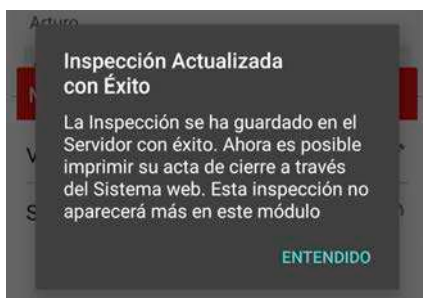 Arturo
Inspección Actualizada
con Éxito
La Inspección se ha guardado en el
Servidor con éxito. Ahora es posible
imprimir su acta de cierre a través
del Sistema web. Esta inspección no
aparecerá más en este módulo
ENTENDIDO